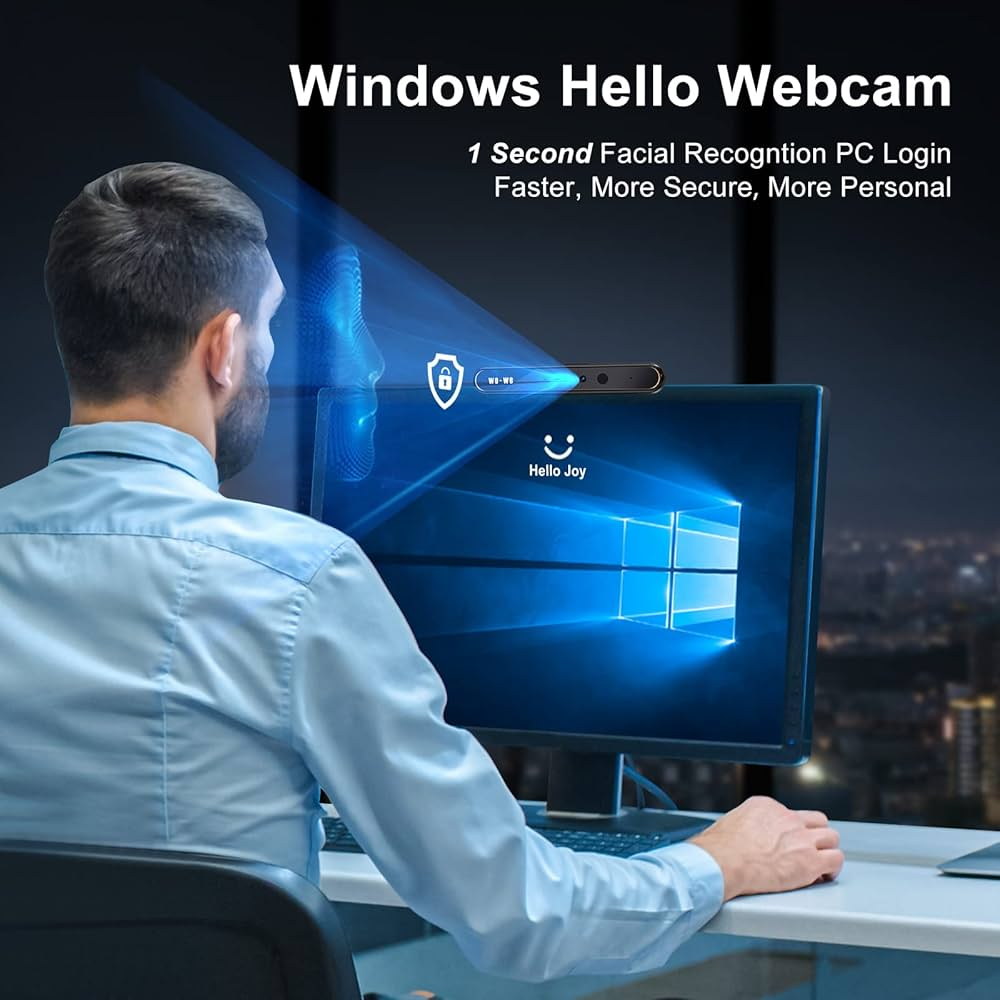 Windows Hello Webcam
1 Second Facial Recogntion PC Login
Faster, More Secure, More Personal
Hello Joy